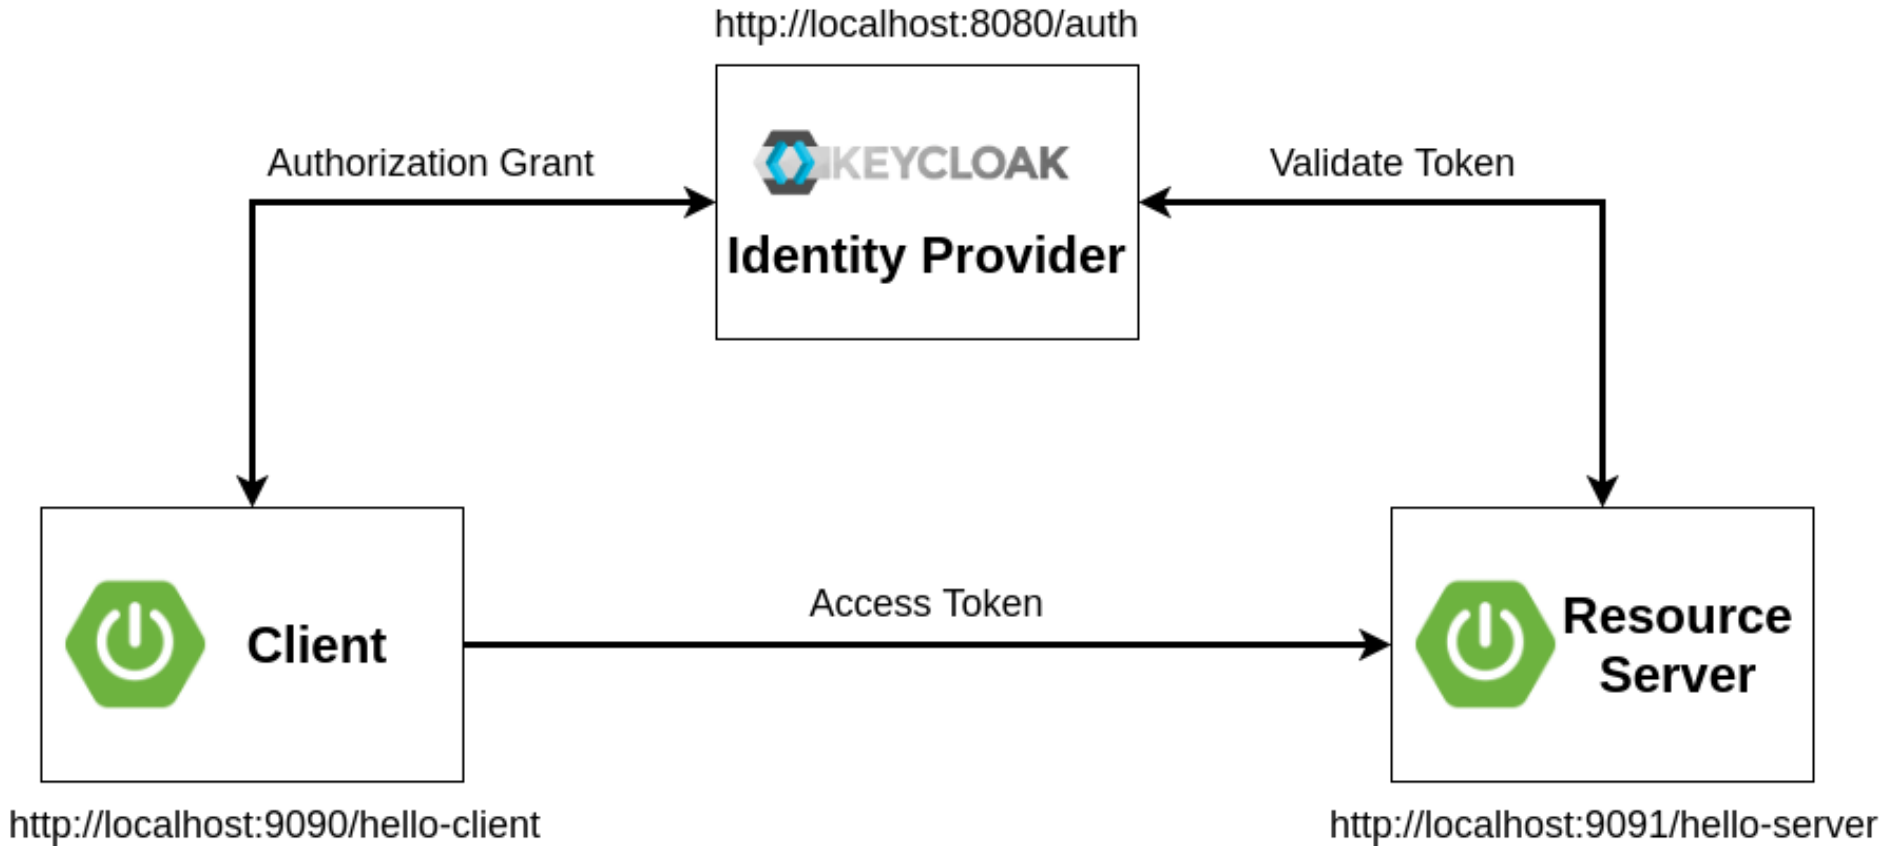 http://localhost:8080/auth
Authorization Grant
KEYCLOAK
Validate Token
Identity Provider
Access Token
Client
Resource
Server
http://localhost:9090/hello-client
http://localhost:9091/hello-server